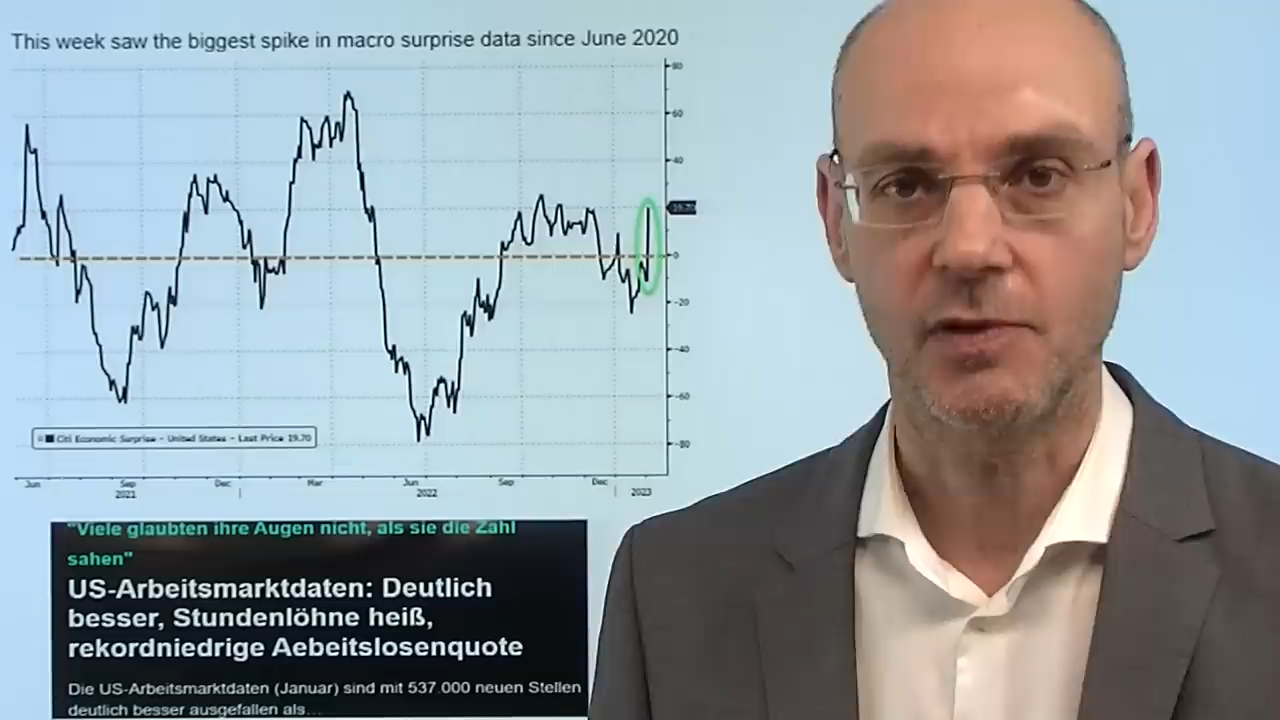 This week saw the biggest spike in macro surprise data since June 2020
80
60
40
19.70
0
-20
-40
-60
-80
Citi Economic Surprise - United States - Last Price 19.70
Jun Sep Dec Mar Jun Sep Dec
2021 2022 2023
"Viele glaubten ihre Augen nicht, als sie die Zahl
sahen"
US-Arbeitsmarktdaten: Deutlich
besser, Stundenlöhne heiß,
rekordniedrige Aebeitslosenquote
Die US-Arbeitsmarktdaten (Januar) sind mit 537.000 neuen Stellen
deutlich besser ausgefallen als...